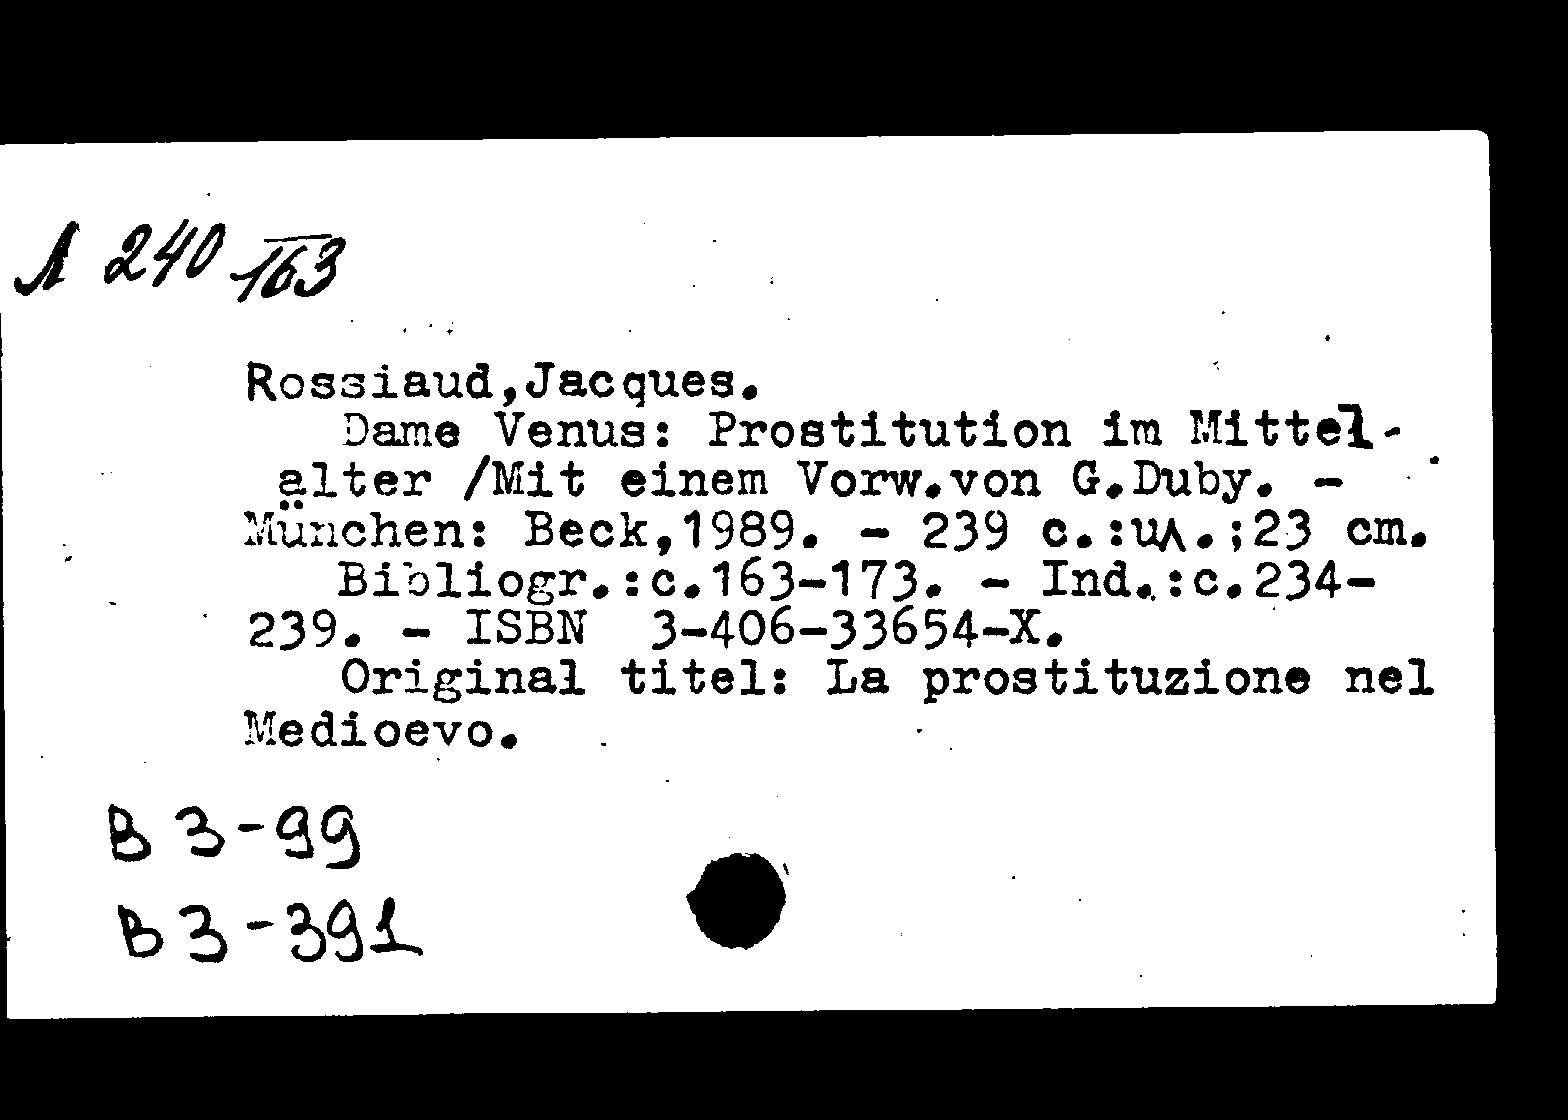 Л 240/163
Rossiaud,Jacques.
Dame Venus: Prostitution im Mittel-
alter /Mit einem Vorw.von G.Duby. -
München: Beck,1989. - 239 с.:ил.;23 cm.
Bibliogr.:с.163-173. - Ind.:с.234-
239. - ISBN 3-406-33654-X.
Original titel: La prostituzione nel
Medioevo.
В 3-99
В 3-391